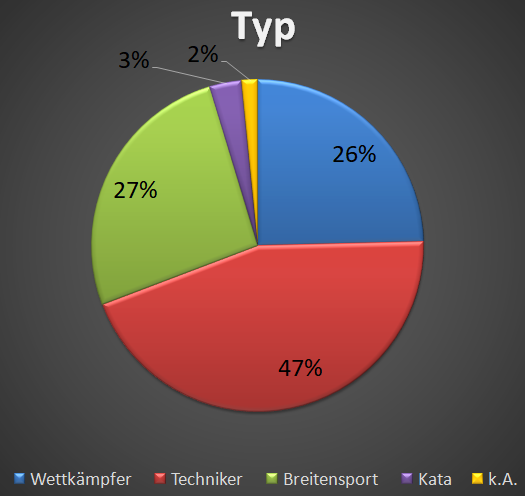 Typ
3%
2%
26%
27%
47%
Wettkämpfer Techniker Breitensport Kata k.A.